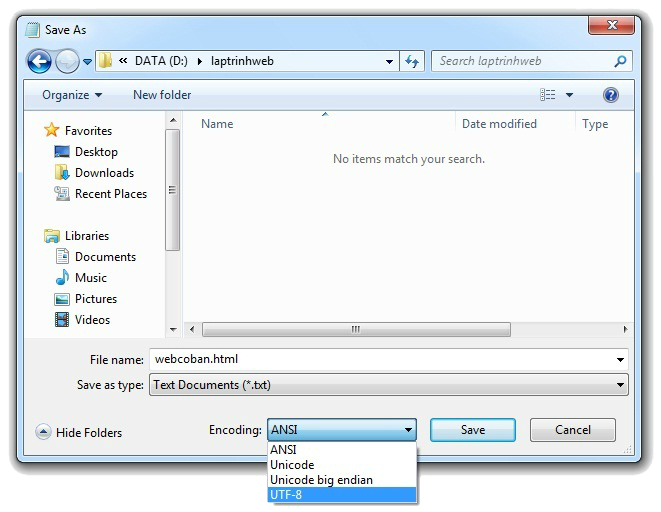 Save As
« DATA (D:) ▸ laptrinhweb
Search laptrinhweb
Organize
New folder
Name
Date modified
Type
No items match your search.
Favorites
Desktop
Downloads
Recent Places
Libraries
Documents
Music
Pictures
Videos
File name: webcoban.html
Save as type: Text Documents (*.txt)
Hide Folders
Encoding: ANSI
Save
Cancel
ANSI
Unicode
Unicode big endian
UTF-8